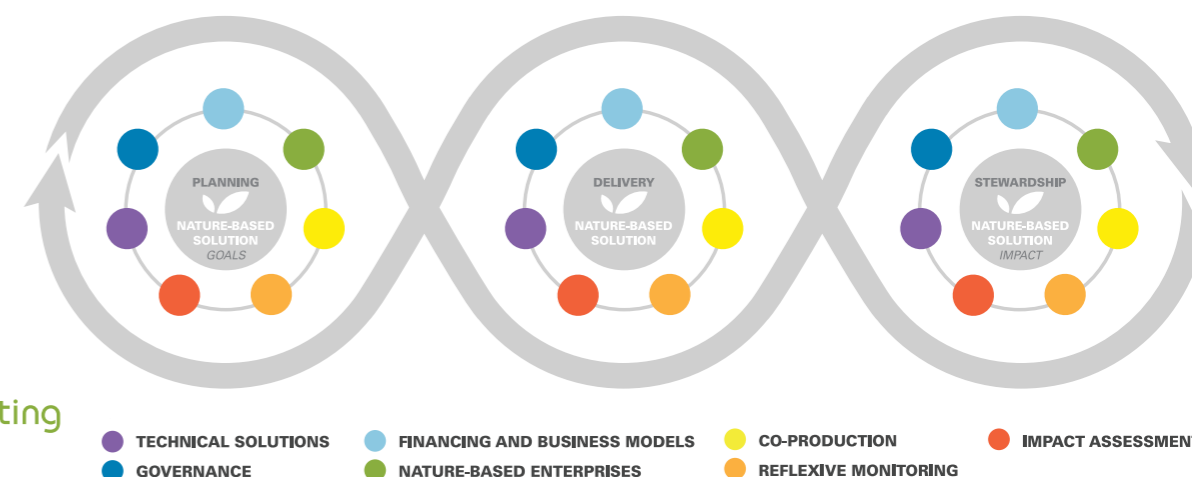 PLANNING
NATURE-BASED
SOLUTION
GOALS
DELIVERY
NATURE-BASED
SOLUTION
STEWARDSHIP
NATURE-BASED
SOLUTION
IMPACT
ting
TECHNICAL SOLUTIONS
GOVERNANCE
FINANCING AND BUSINESS MODELS
NATURE-BASED ENTERPRISES
CO-PRODUCTION
REFLEXIVE MONITORING
IMPACT ASSESSMENT